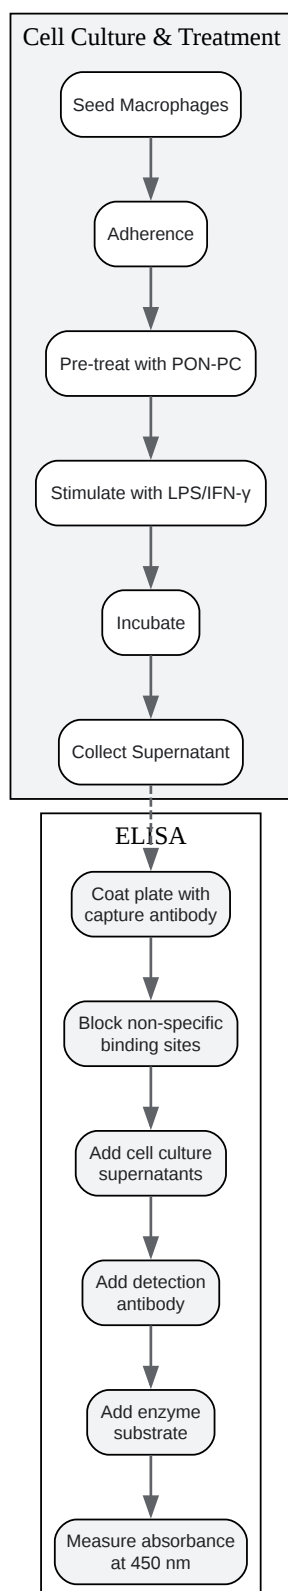 Cell Culture & Treatment
Seed Macrophages
Adherence
Pre-treat with PON-PC
Stimulate with LPS/IFN-γ
Incubate
Collect Supernatant
ELISA
Coat plate with
capture antibody
Block non-specific
binding sites
Add cell culture
supernatants
Add detection
antibody
Add enzyme
substrate
Measure absorbance
at 450 nm